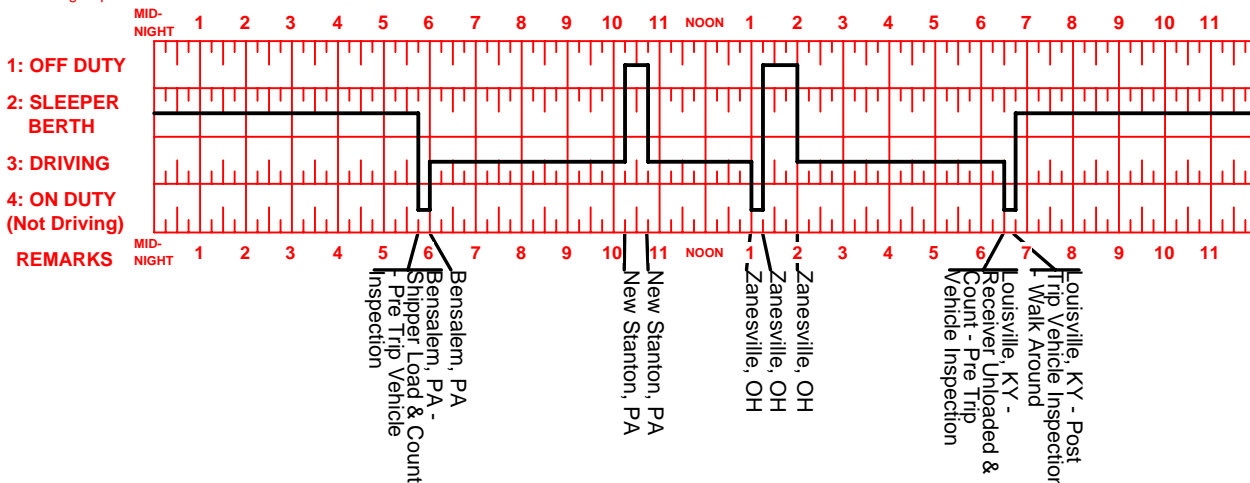 MID-
NIGHT 1 2 3 4 5 6 7 8 9 10 11 NOON 1 2 3 4 5 6 7 8 9 10 11
1: OFF DUTY
2: SLEEPER
BERTH
3: DRIVING
4: ON DUTY
(Not Driving)
REMARKS
MID-
NIGHT 1 2 3 4 5 6 7 8 9 10 11 NOON 1 2 3 4 5 6 7 8 9 10 11
Bensalem, PA -
Shipper Load & Count
- Pre Trip Vehicle
Inspection
Bensalem, PA
New Stanton, PA
New Stanton, PA
Zanesville, OH
Zanesville, OH
Zanesville, OH
Louisville, KY -
Receiver Unloaded &
Count - Pre Trip
Vehicle Inspection
Louisville, KY - Post
Trip Vehicle Inspection
- Walk Around